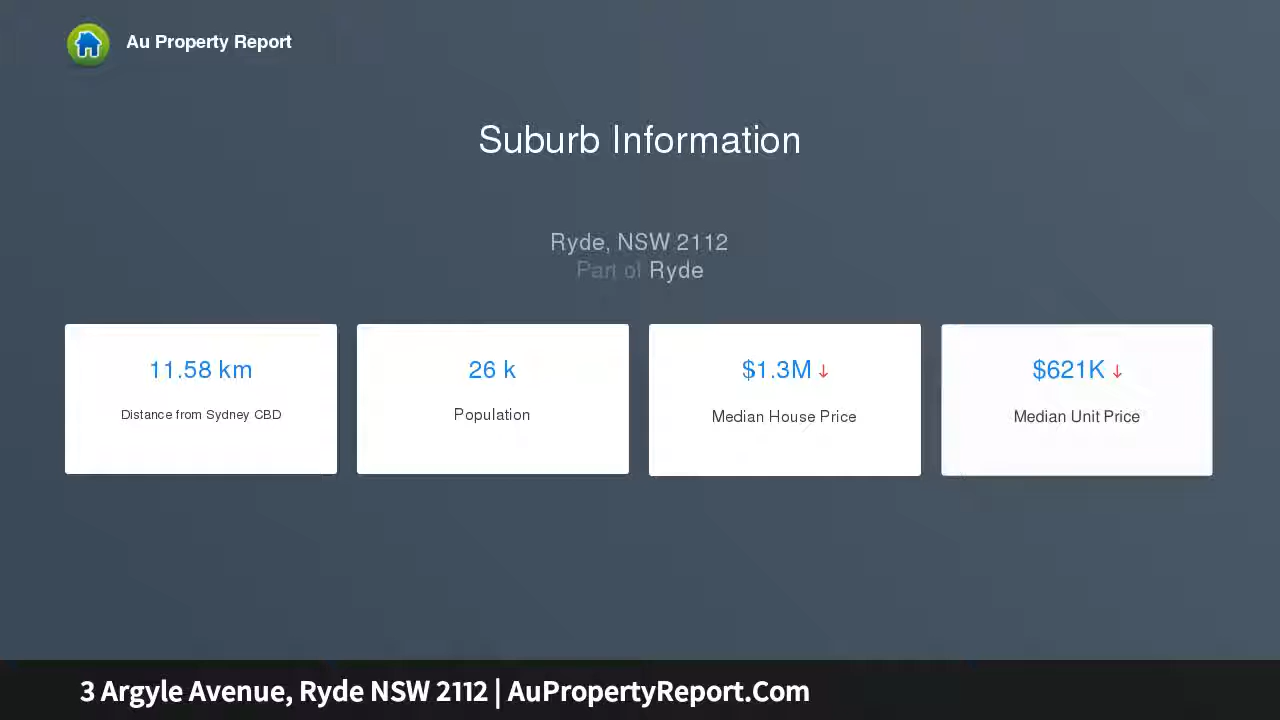 Au Property Report
Suburb Information
Ryde, NSW 2112
Part of Ryde
11.58 km
Distance from Sydney CBD
26 k
Population
$1.3M ↓
Median House Price
$621K ↓
Median Unit Price
3 Argyle Avenue, Ryde NSW 2112 | AuPropertyReport.Com